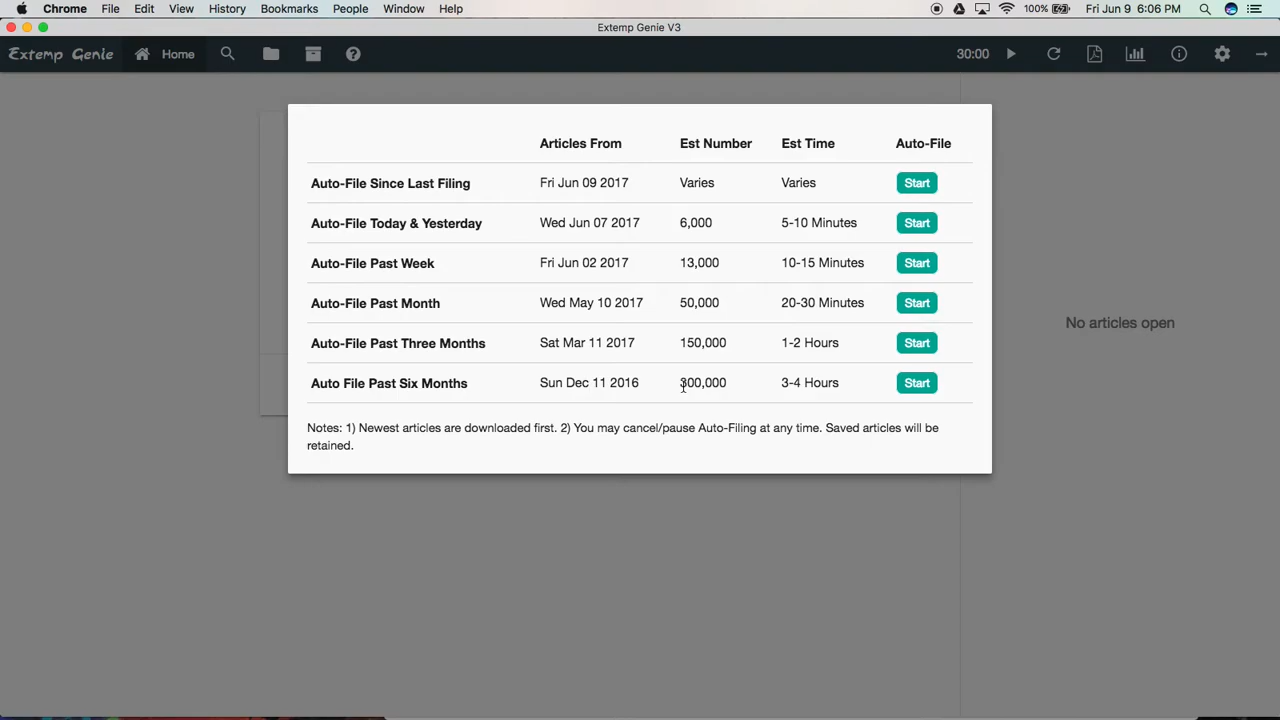 Chrome File Edit View History Bookmarks People Window Help 100% Fri Jun 9 6:06 PM
Extemp Genie V3
Extemp Genie Home 30:00
Articles From Est Number Est Time Auto-File
Auto-File Since Last Filing Fri Jun 09 2017 Varies Varies Start
Auto-File Today & Yesterday Wed Jun 07 2017 6,000 5-10 Minutes Start
Auto-File Past Week Fri Jun 02 2017 13,000 10-15 Minutes Start
Auto-File Past Month Wed May 10 2017 50,000 20-30 Minutes Start
Auto-File Past Three Months Sat Mar 11 2017 150,000 1-2 Hours Start
Auto File Past Six Months Sun Dec 11 2016 300,000 3-4 Hours Start
Notes: 1) Newest articles are downloaded first. 2) You may cancel/pause Auto-Filing at any time. Saved articles will be
retained.
No articles open